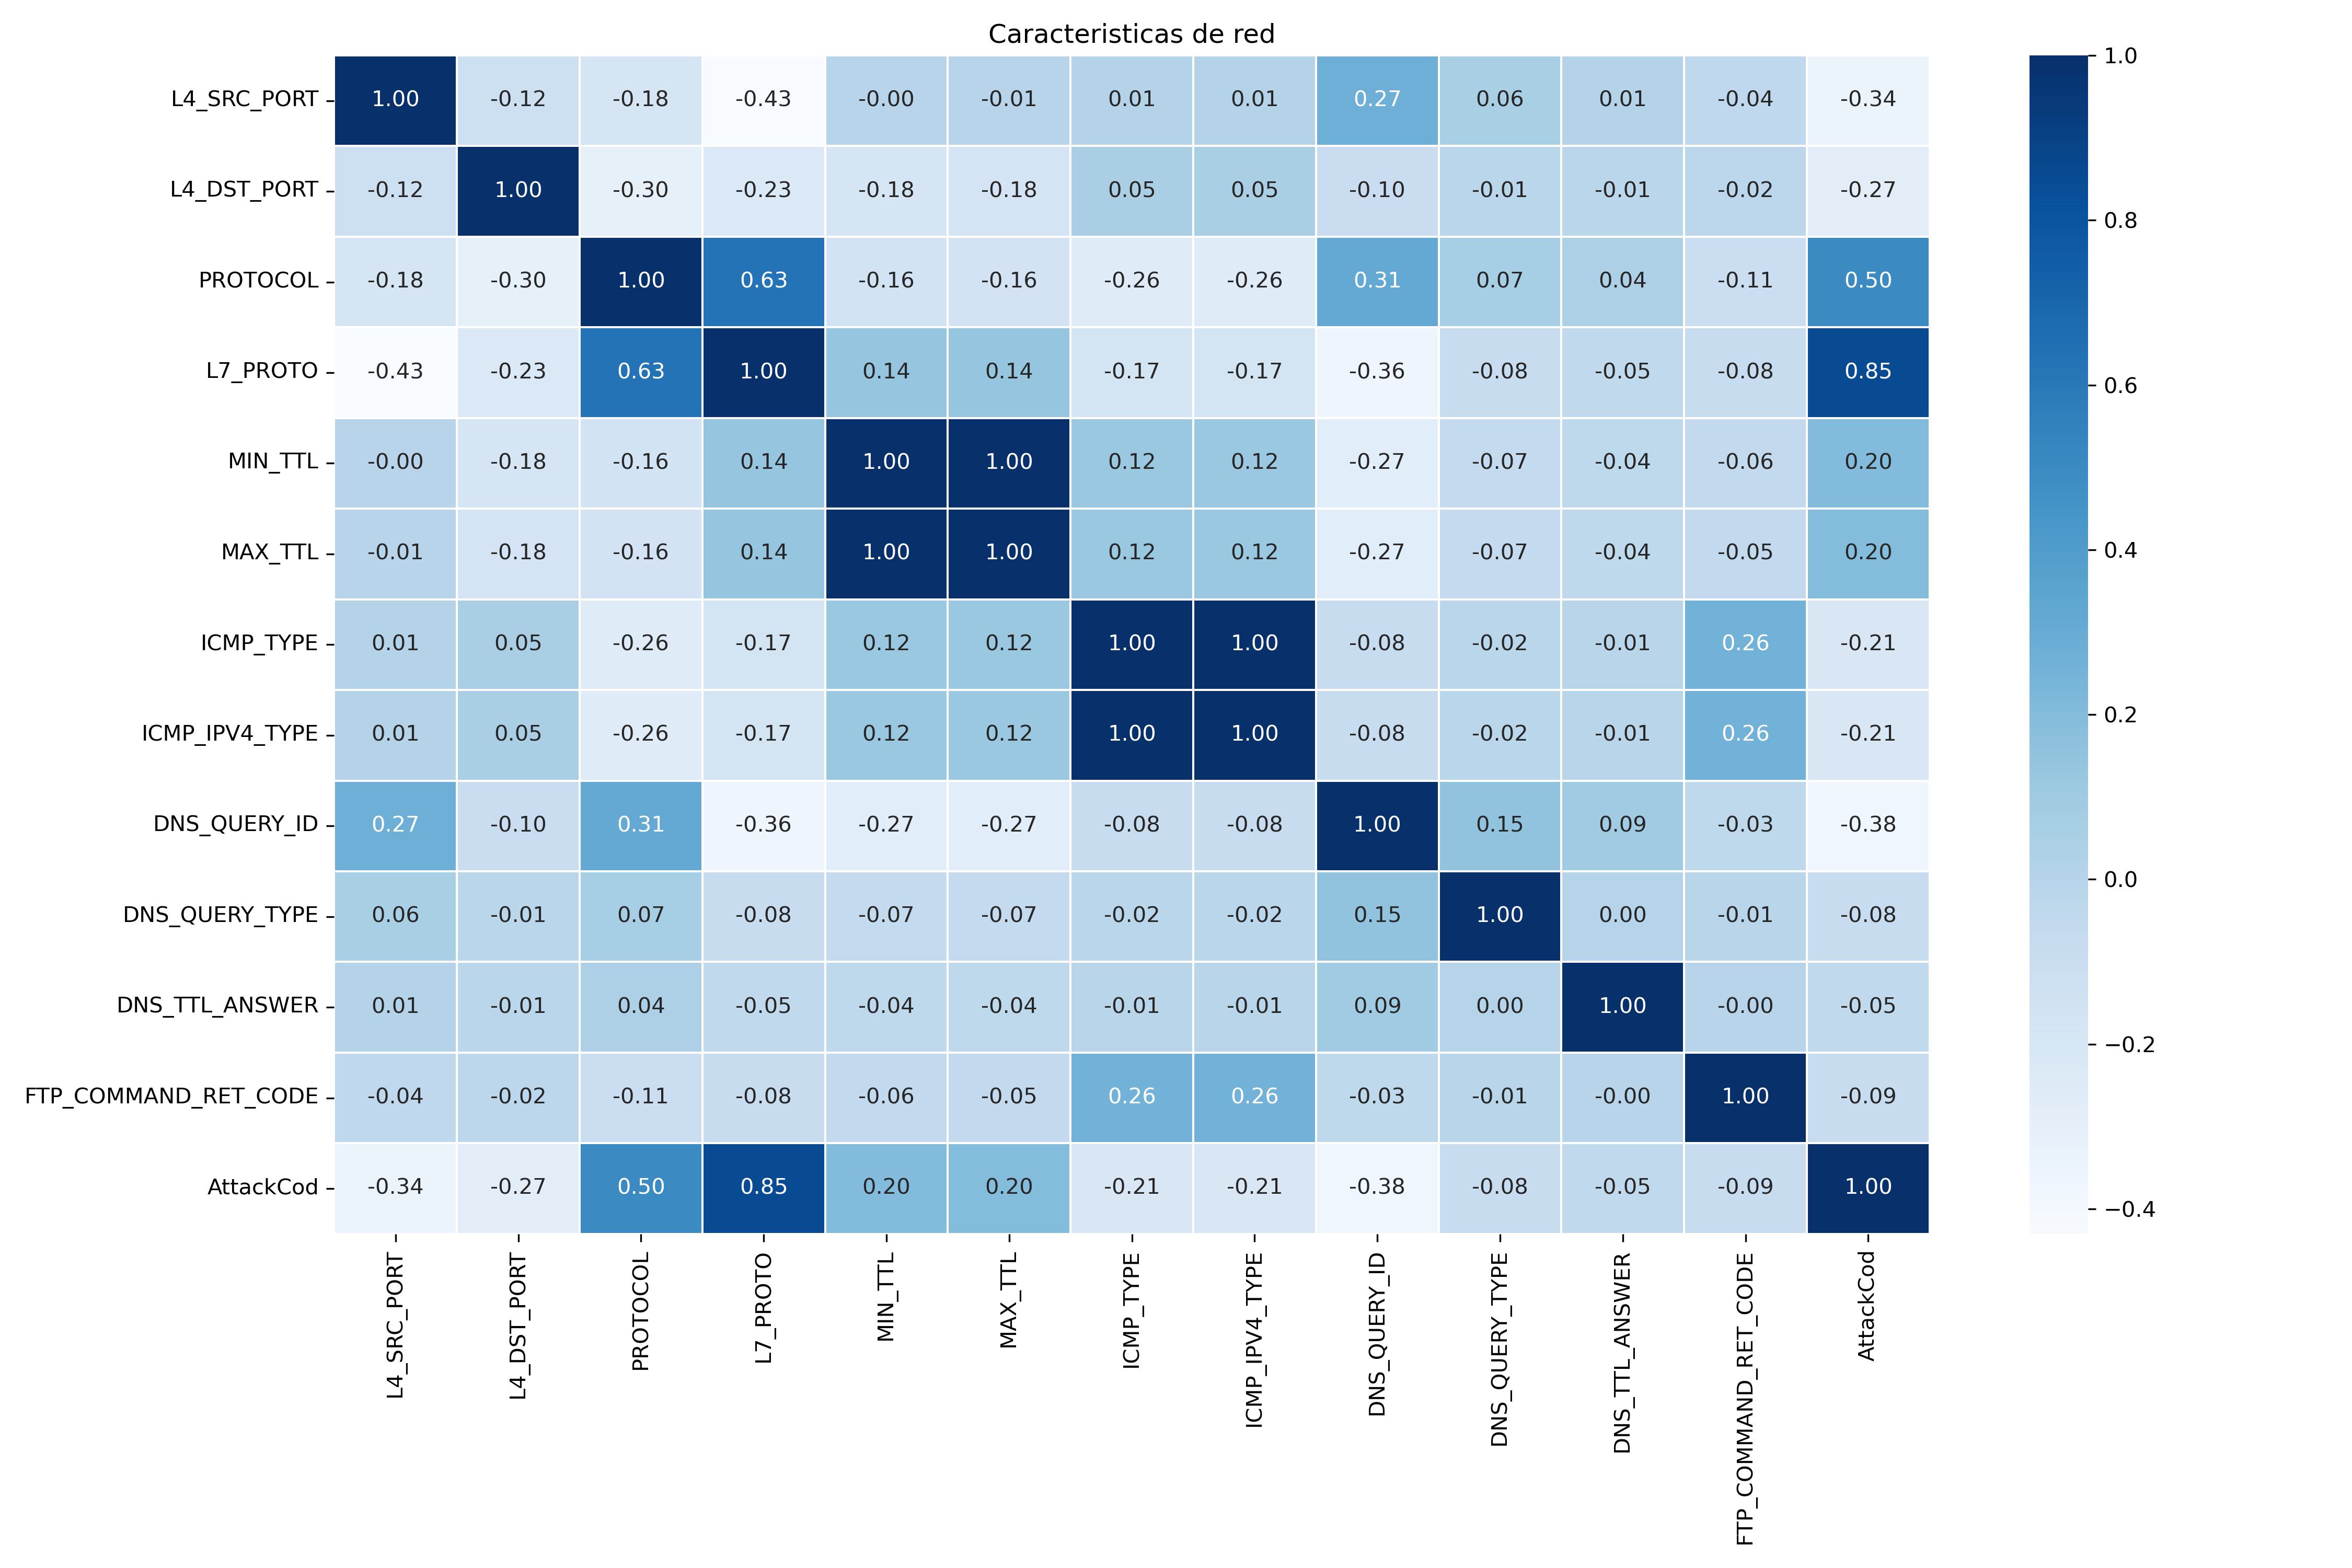 Caracteristicas de red
L4_SRC_PORT 1.00 -0.12 -0.18 -0.43 -0.00 -0.01 0.01 0.01 0.27 0.06 0.01 -0.04 -0.34
L4_DST_PORT -0.12 1.00 -0.30 -0.23 -0.18 -0.18 0.05 0.05 -0.10 -0.01 -0.01 -0.02 -0.27
PROTOCOL -0.18 -0.30 1.00 0.63 -0.16 -0.16 -0.26 -0.26 0.31 0.07 0.04 -0.11 0.50
L7_PROTO -0.43 -0.23 0.63 1.00 0.14 0.14 -0.17 -0.17 -0.36 -0.08 -0.05 -0.08 0.85
MIN_TTL -0.00 -0.18 -0.16 0.14 1.00 1.00 0.12 0.12 -0.27 -0.07 -0.04 -0.06 0.20
MAX_TTL -0.01 -0.18 -0.16 0.14 1.00 1.00 0.12 0.12 -0.27 -0.07 -0.04 -0.05 0.20
ICMP_TYPE 0.01 0.05 -0.26 -0.17 0.12 0.12 1.00 1.00 -0.08 -0.02 -0.01 0.26 -0.21
ICMP_IPV4_TYPE 0.01 0.05 -0.26 -0.17 0.12 0.12 1.00 1.00 -0.08 -0.02 -0.01 0.26 -0.21
DNS_QUERY_ID 0.27 -0.10 0.31 -0.36 -0.27 -0.27 -0.08 -0.08 1.00 0.15 0.09 -0.03 -0.38
DNS_QUERY_TYPE 0.06 -0.01 0.07 -0.08 -0.07 -0.07 -0.02 -0.02 0.15 1.00 0.00 -0.01 -0.08
DNS_TTL_ANSWER 0.01 -0.01 0.04 -0.05 -0.04 -0.04 -0.01 -0.01 0.09 0.00 1.00 -0.00 -0.05
FTP_COMMAND_RET_CODE -0.04 -0.02 -0.11 -0.08 -0.06 -0.05 0.26 0.26 -0.03 -0.01 -0.00 1.00 -0.09
AttackCod -0.34 -0.27 0.50 0.85 0.20 0.20 -0.21 -0.21 -0.38 -0.08 -0.05 -0.09 1.00
L4_SRC_PORT
L4_DST_PORT
PROTOCOL
L7_PROTO
MIN_TTL
MAX_TTL
ICMP_TYPE
ICMP_IPV4_TYPE
DNS_QUERY_ID
DNS_QUERY_TYPE
DNS_TTL_ANSWER
FTP_COMMAND_RET_CODE
AttackCod
1.0
0.8
0.6
0.4
0.2
0.0
−0.2
−0.4